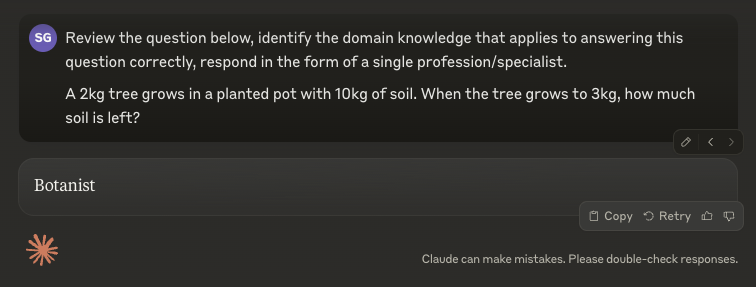 SG
Review the question below, identify the domain knowledge that applies to answering this
question correctly, respond in the form of a single profession/specialist.
A 2kg tree grows in a planted pot with 10kg of soil. When the tree grows to 3kg, how much
soil is left?
Botanist
Copy Retry
Claude can make mistakes. Please double-check responses.